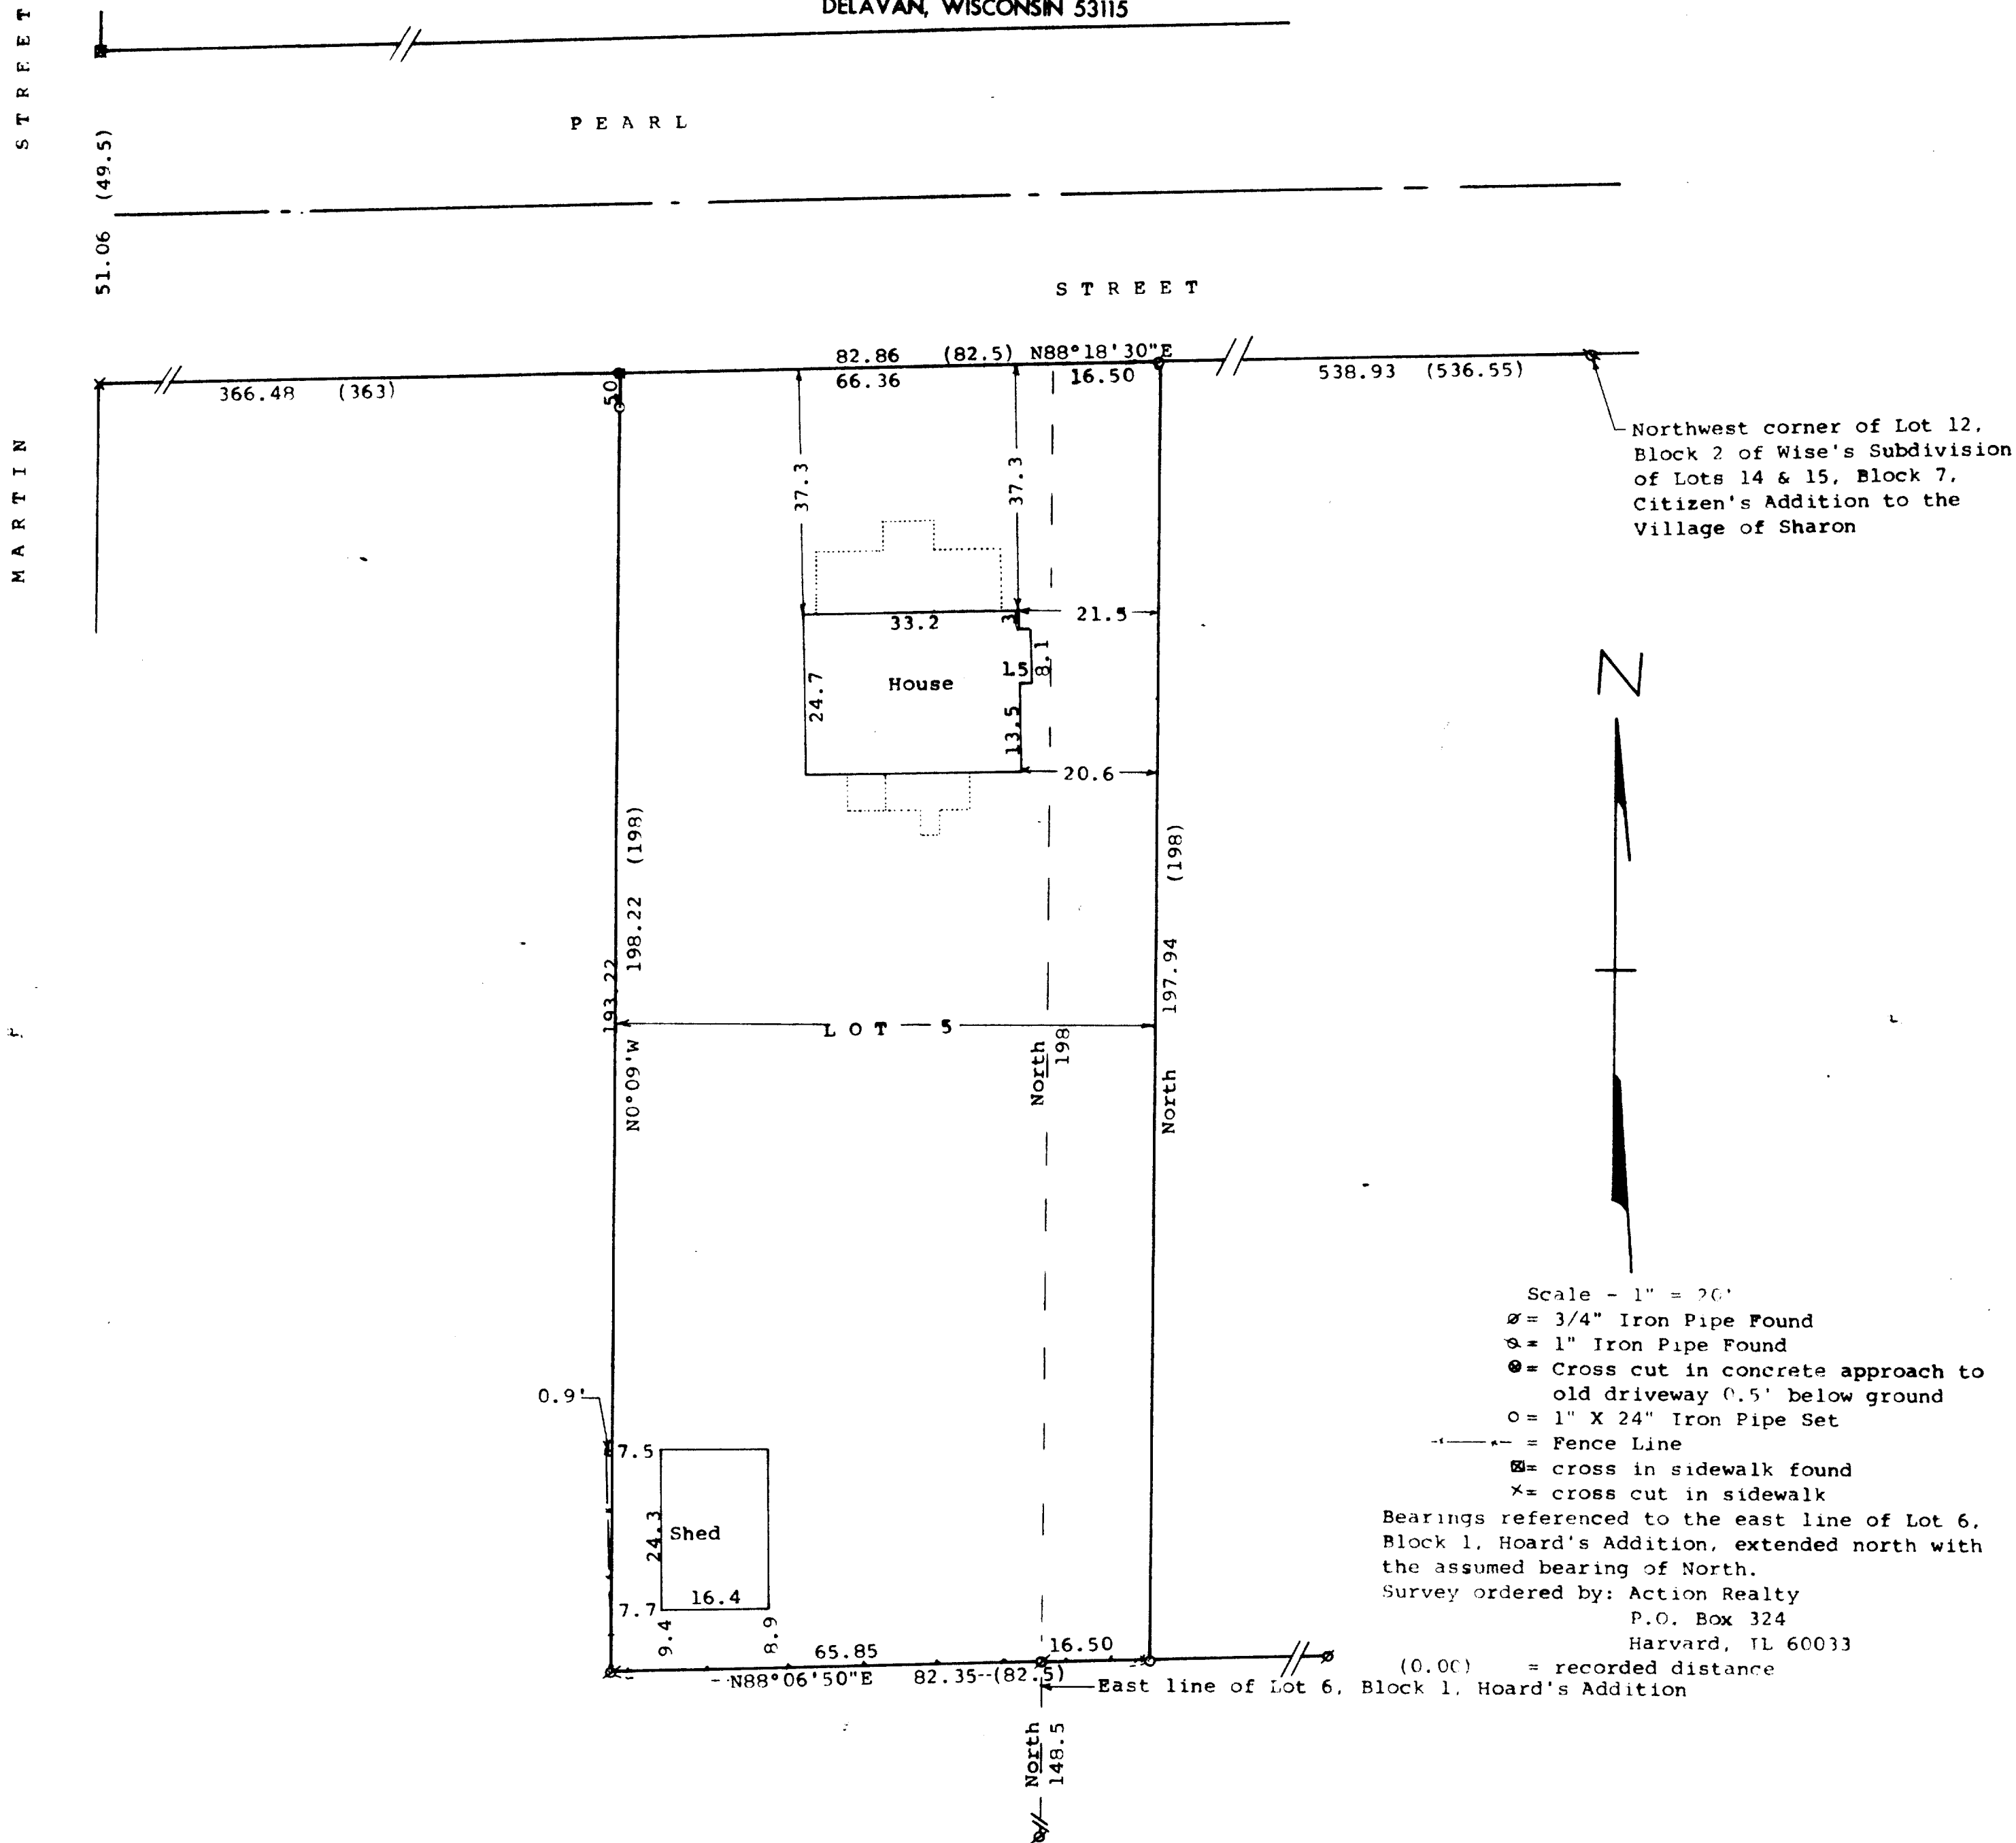 DELAVAN, WISCONSIN 53115
STREET
MARTIN
51.06 (49.5)
PEARL
STREET
82.86 (82.5) N88°18'30"E
66.36 16.50
366.48 (363)
538.93 (536.55)
5.0
Northwest corner of Lot 12,
Block 2 of Wise's Subdivision
of Lots 14 & 15, Block 7,
Citizen's Addition to the
Village of Sharon
37.3
37.3
33.2
3
21.5
1.5
8.1
House
24.7
13.5
20.6
N
193.22
N0°09'W 198.22 (198)
North 197.94 (198)
LOT 5
North
198
0.9'
7.5
24.3
Shed
16.4
7.7
9.4
8.9
65.85
16.50
N88°06'50"E 82.35--(82.5)
East line of Lot 6, Block 1, Hoard's Addition
North
148.5
Scale - 1" = 20'
= 3/4" Iron Pipe Found
= 1" Iron Pipe Found
= Cross cut in concrete approach to
old driveway 0.5' below ground
= 1" X 24" Iron Pipe Set
= Fence Line
= cross in sidewalk found
= cross cut in sidewalk
Bearings referenced to the east line of Lot 6,
Block 1, Hoard's Addition, extended north with
the assumed bearing of North.
Survey ordered by: Action Realty
P.O. Box 324
Harvard, IL 60033
(0.00) = recorded distance